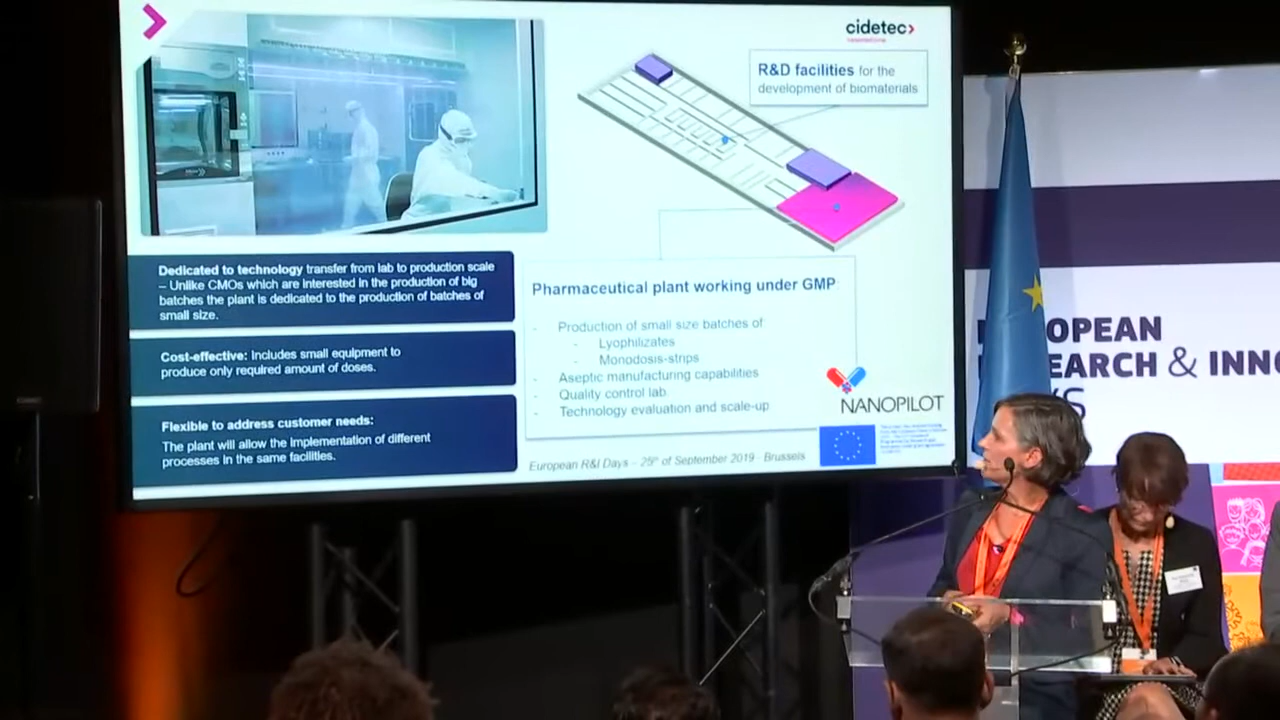 cidetec>
R&D facilities for the
development of biomaterials
Dedicated to technology transfer from lab to production scale
– Unlike CMOs which are interested in the production of big
batches the plant is dedicated to the production of batches of
small size.
Cost-effective: Includes small equipment to
produce only required amount of doses.
Flexible to address customer needs:
The plant will allow the implementation of different
processes in the same facilities.
Pharmaceutical plant working under GMP
- Production of small size batches of
- Lyophilizates
- Monodosis-strips
- Aseptic manufacturing capabilities
- Quality control lab
- Technology evaluation and scale-up
NANOPILOT
European R&I Days – 25th of September 2019 - Brussels
OPEAN
EARCH & INNO
YS